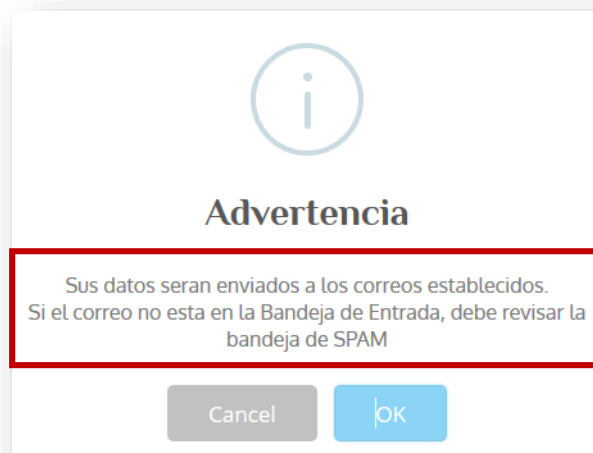 i
Advertencia
Sus datos seran enviados a los correos establecidos.
Si el correo no esta en la Bandeja de Entrada, debe revisar la
bandeja de SPAM
Cancel
OK